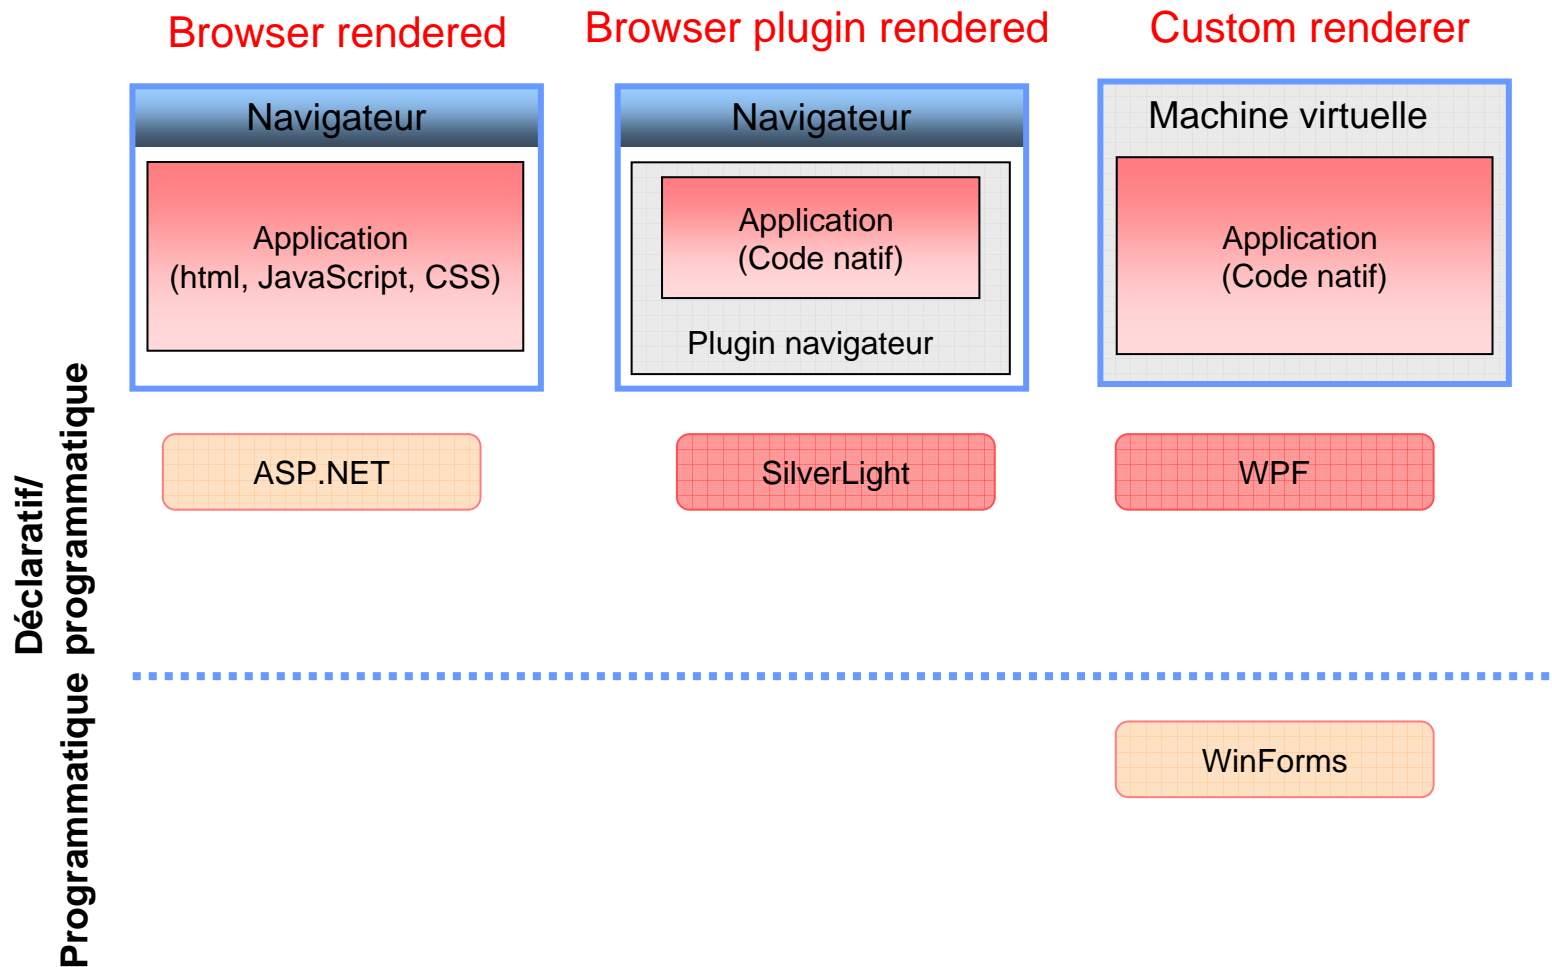 Browser rendered
Browser plugin rendered
Custom renderer
Navigateur
Application
(html, JavaScript, CSS)
Navigateur
Application
(Code natif)
Plugin navigateur
Machine virtuelle
Application
(Code natif)
Déclaratif/
programmatique
ASP.NET
SilverLight
WPF
Programmatique
WinForms